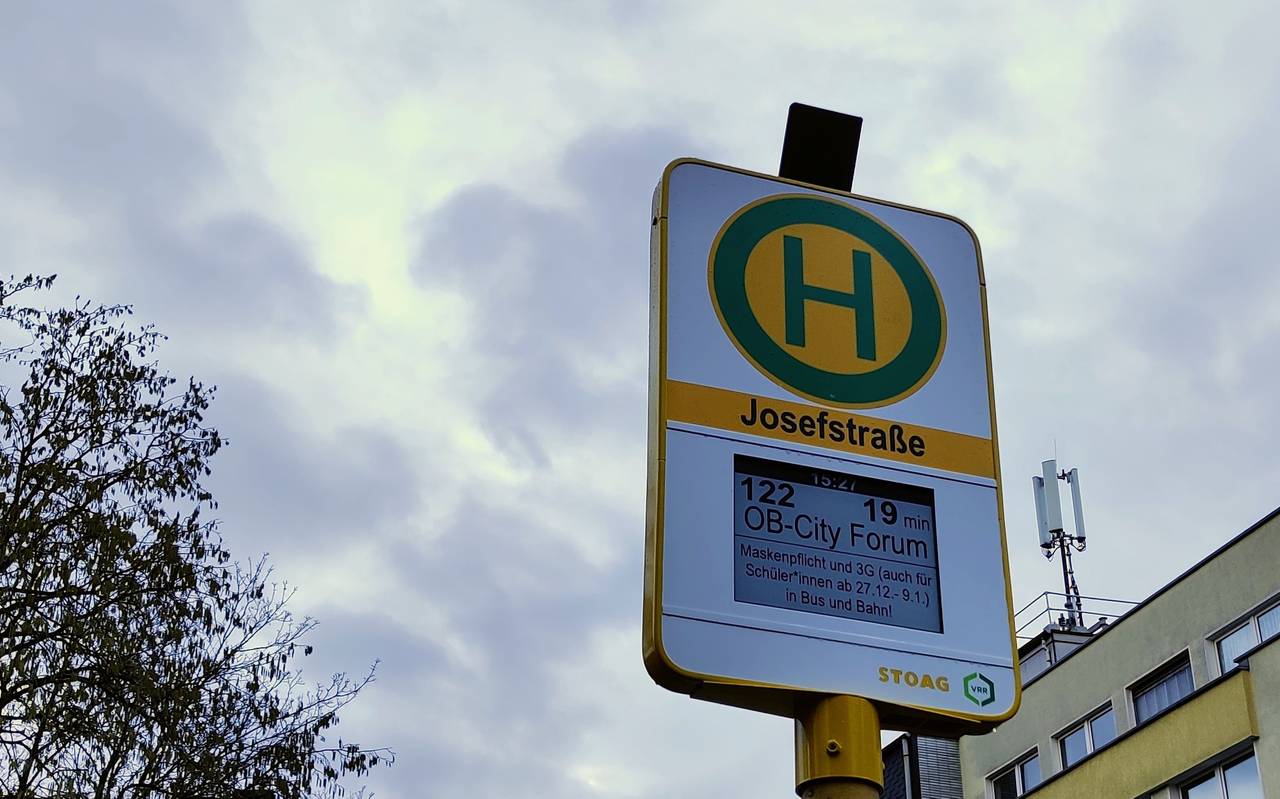 H
Josefstraße
15:27
122 19 min
OB-City Forum
Maskenpflicht und 3G (auch für
Schüler*innen ab 27.12.- 9.1.)
in Bus und Bahn!
STOAG VRR